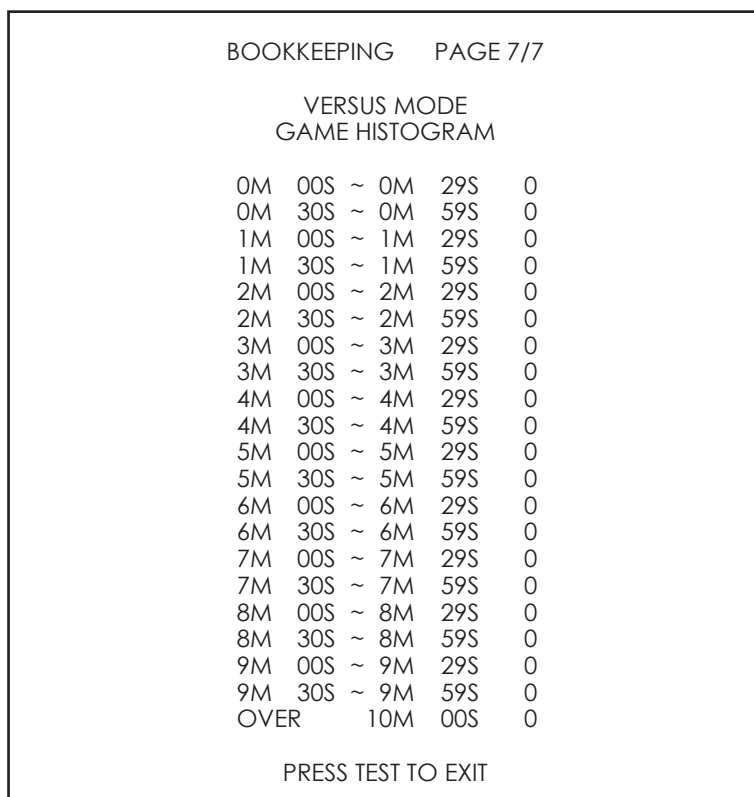 BOOKKEEPING PAGE 7/7
VERSUS MODE
GAME HISTOGRAM
0M 00S ~ 0M 29S 0
0M 30S ~ 0M 59S 0
1M 00S ~ 1M 29S 0
1M 30S ~ 1M 59S 0
2M 00S ~ 2M 29S 0
2M 30S ~ 2M 59S 0
3M 00S ~ 3M 29S 0
3M 30S ~ 3M 59S 0
4M 00S ~ 4M 29S 0
4M 30S ~ 4M 59S 0
5M 00S ~ 5M 29S 0
5M 30S ~ 5M 59S 0
6M 00S ~ 6M 29S 0
6M 30S ~ 6M 59S 0
7M 00S ~ 7M 29S 0
7M 30S ~ 7M 59S 0
8M 00S ~ 8M 29S 0
8M 30S ~ 8M 59S 0
9M 00S ~ 9M 29S 0
9M 30S ~ 9M 59S 0
OVER 10M 00S 0
PRESS TEST TO EXIT